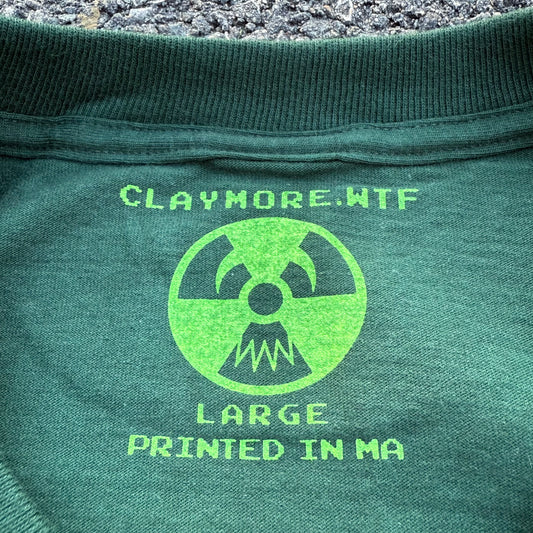 CLAYMORE.WTF
LARGE
PRINTED IN MA